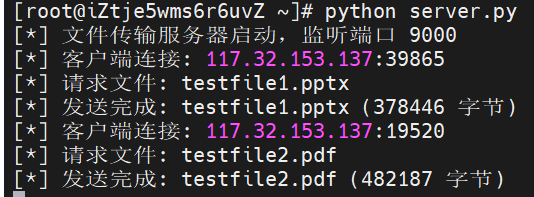 [root@iZtje5wms6r6uvZ ~]# python server.py
[*] 文件传输服务器启动，监听端口 9000
[*] 客户端连接: 117.32.153.137:39865
[*] 请求文件: testfile1.pptx
[*] 发送完成: testfile1.pptx (378446 字节)
[*] 客户端连接: 117.32.153.137:19520
[*] 请求文件: testfile2.pdf
[*] 发送完成: testfile2.pdf (482187 字节)